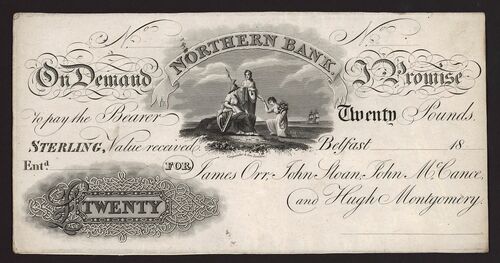 No. No.
NORTHERN BANK.
On Demand I Promise
to pay the Bearer Twenty Pounds.
STERLING, Value received, Belfast 18
Entd. FOR James Orr, John Sloan, John McCance,
and Hugh Montgomery.
TWENTY